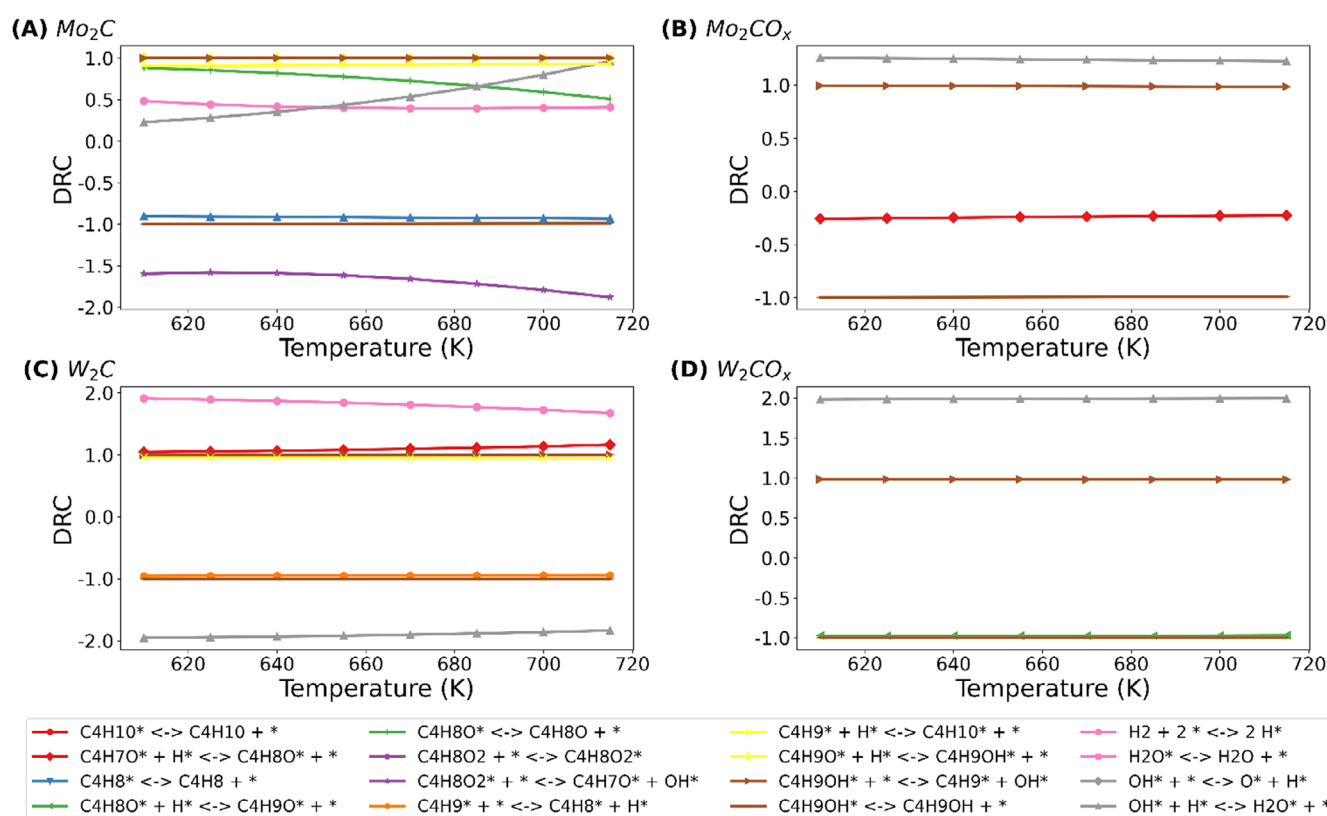 (A) Mo₂C
(B) Mo₂COₓ
DRC
1.0
0.5
0.0
-0.5
-1.0
-1.5
-2.0
620 640 660 680 700 720
Temperature (K)
DRC
1.0
0.5
0.0
-0.5
-1.0
620 640 660 680 700 720
Temperature (K)
(C) W₂C
(D) W₂COₓ
DRC
2.0
1.0
0.0
-1.0
-2.0
620 640 660 680 700 720
Temperature (K)
DRC
2.0
1.5
1.0
0.5
0.0
-0.5
-1.0
620 640 660 680 700 720
Temperature (K)
C4H10* <-> C4H10 + *
C4H7O* + H* <-> C4H8O* + *
C4H8* <-> C4H8 + *
C4H8O* + H* <-> C4H9O* + *
C4H8O* <-> C4H8O + *
C4H8O2 + * <-> C4H8O2*
C4H8O2* + * <-> C4H7O* + OH*
C4H9* + * <-> C4H8* + H*
C4H9* + H* <-> C4H10* + *
C4H9O* + H* <-> C4H9OH* + *
C4H9OH* + * <-> C4H9* + OH*
C4H9OH* <-> C4H9OH + *
H2 + 2 * <-> 2 H*
H2O* <-> H2O + *
OH* + * <-> O* + H*
OH* + H* <-> H2O* + *